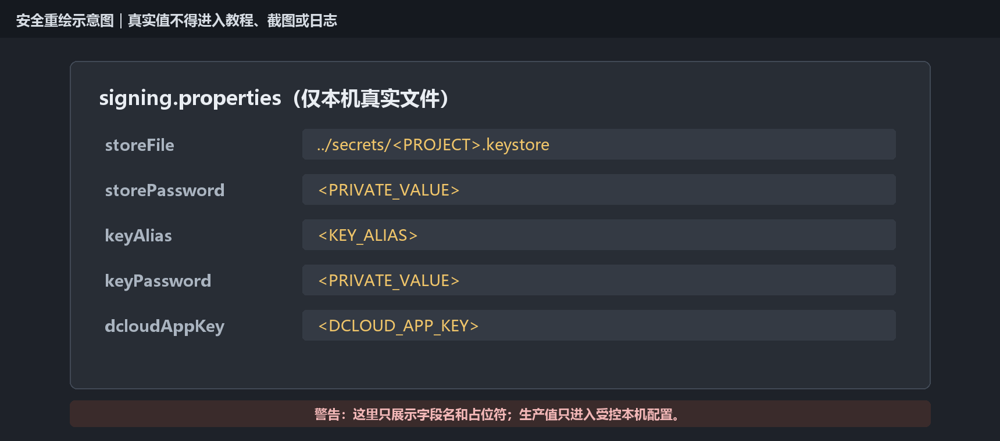 安全重绘示意图｜真实值不得进入教程、截图或日志
signing.properties（仅本机真实文件）
storeFile ../secrets/<PROJECT>.keystore
storePassword <PRIVATE_VALUE>
keyAlias <KEY_ALIAS>
keyPassword <PRIVATE_VALUE>
dcloudAppKey <DCLOUD_APP_KEY>
警告：这里只展示字段名和占位符；生产值只进入受控本机配置。